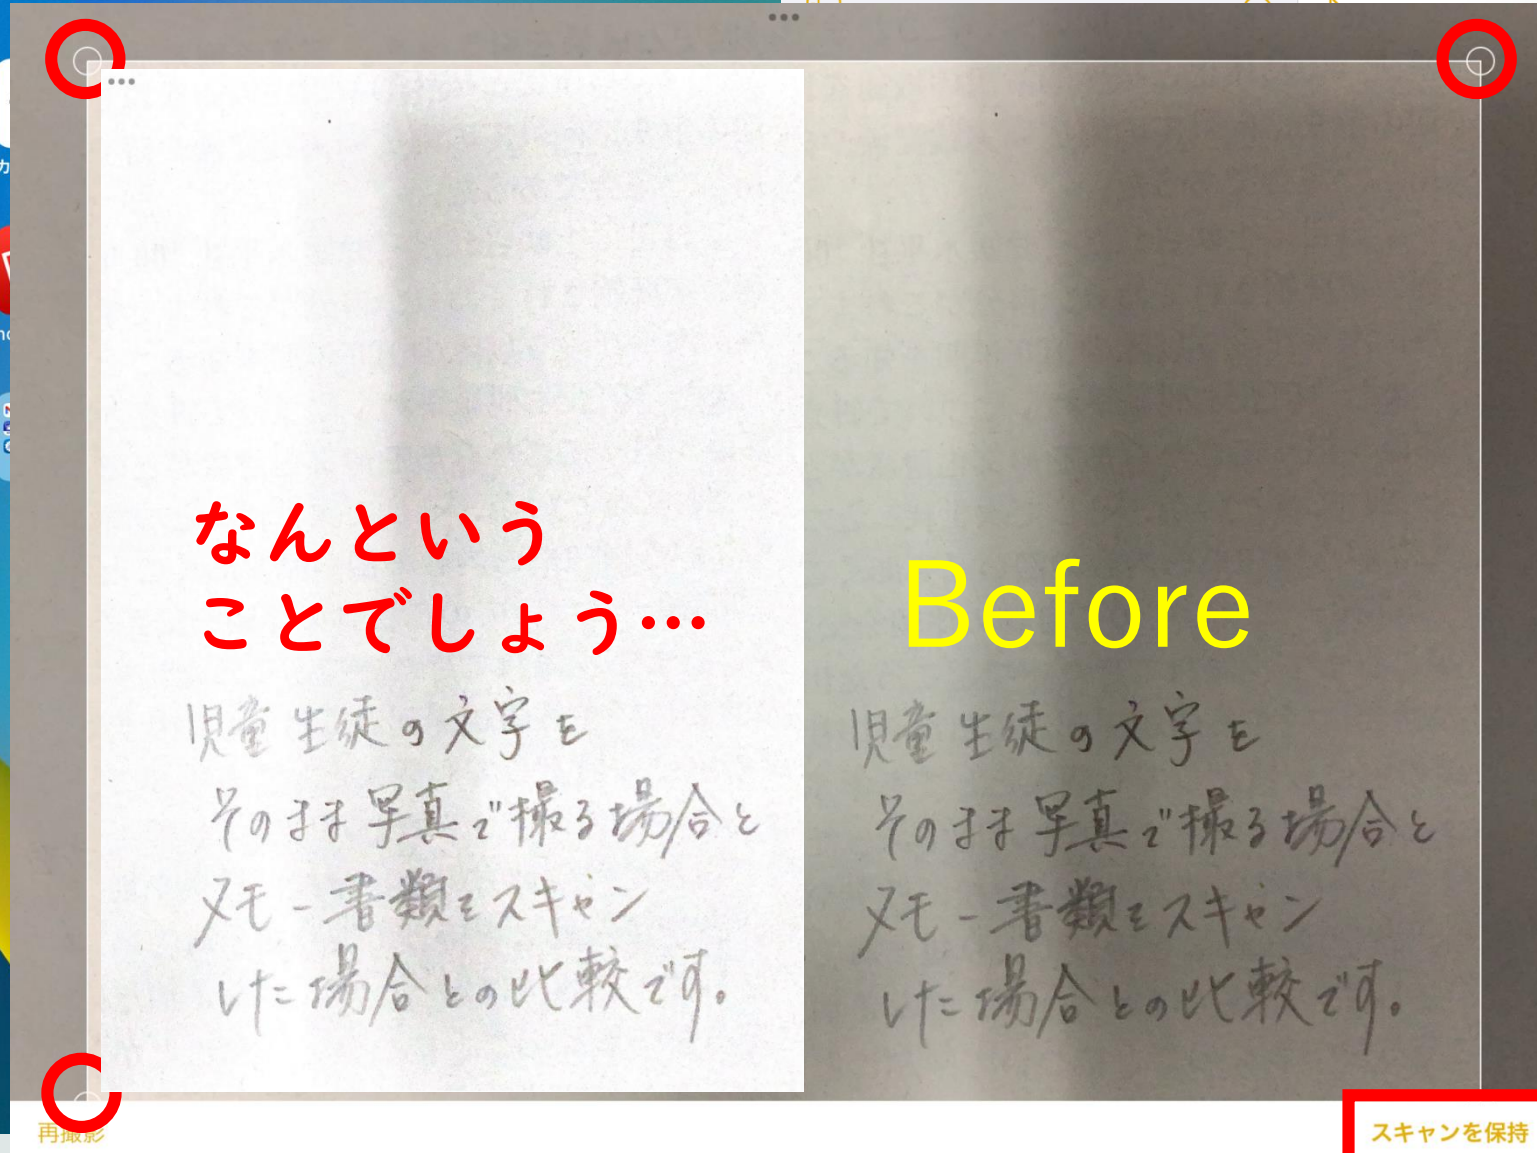 なんという
ことでしょう…
児童生徒の文字を
そのまま写真で撮る場合と
メモー書類をスキャン
した場合との比較です。
Before
児童生徒の文字を
そのまま写真で撮る場合と
メモー書類をスキャン
した場合との比較です。
再撮影
スキャンを保持